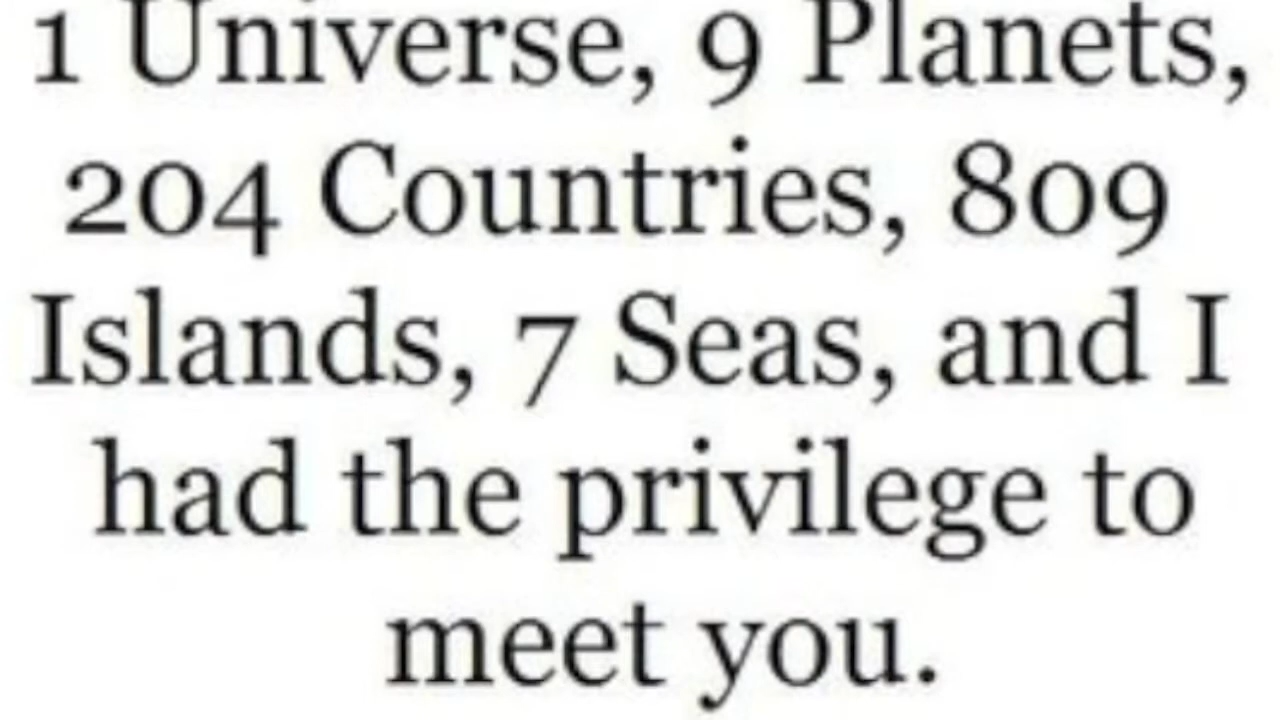 1 Universe, 9 Planets,
204 Countries, 809
Islands, 7 Seas, and I
had the privilege to
meet you.